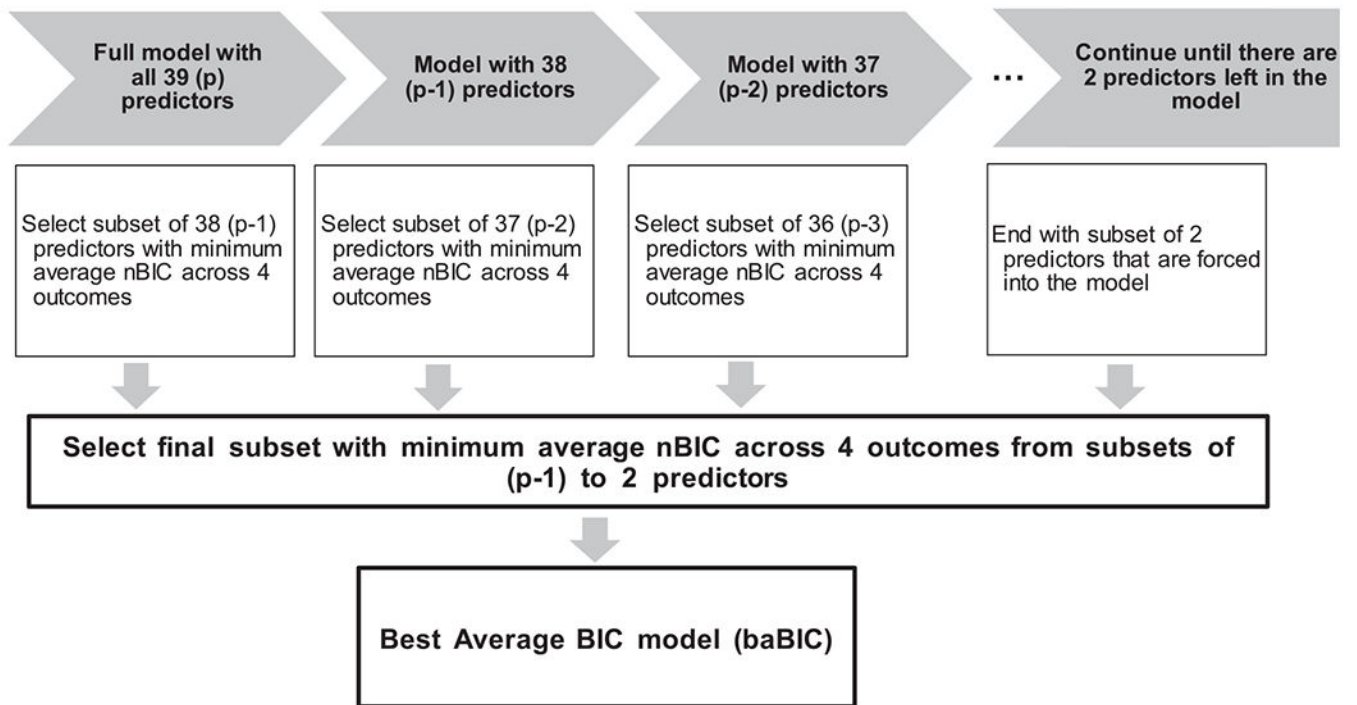 Full model with
all 39 (p)
predictors
Model with 38
(p-1) predictors
Model with 37
(p-2) predictors
...
Continue until there are
2 predictors left in the
model
Select subset of 38 (p-1)
predictors with minimum
average nBIC across 4
outcomes
Select subset of 37 (p-2)
predictors with minimum
average nBIC across 4
outcomes
Select subset of 36 (p-3)
predictors with minimum
average nBIC across 4
outcomes
End with subset of 2
predictors that are forced
into the model
Select final subset with minimum average nBIC across 4 outcomes from subsets of
(p-1) to 2 predictors
Best Average BIC model (baBIC)